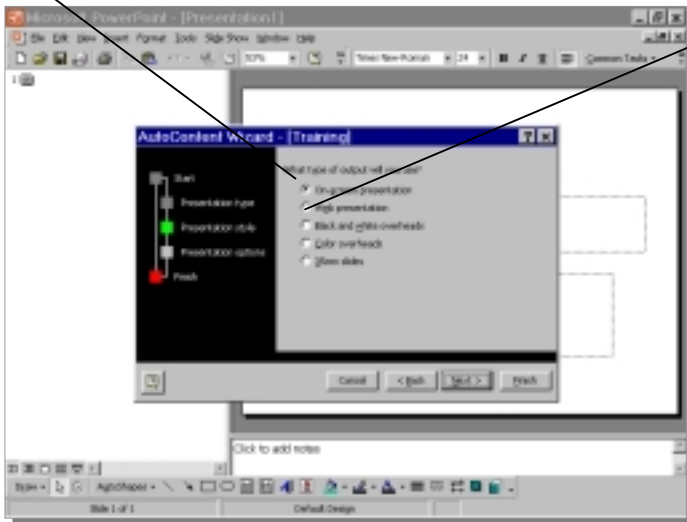 Microsoft PowerPoint - [Presentation1]
File Edit View Insert Format Tools Slide Show Window Help
50% Times New Roman 24 B I U Common Tasks
1
AutoContent Wizard - [Training]
What type of output will you use?
Start
Presentation type
Presentation style
Presentation options
Finish
On-screen presentation
Web presentation
Black and white overheads
Color overheads
35mm slides
Cancel < Back Next > Finish
Click to add notes
Draw AutoShapes
Slide 1 of 1 Default Design